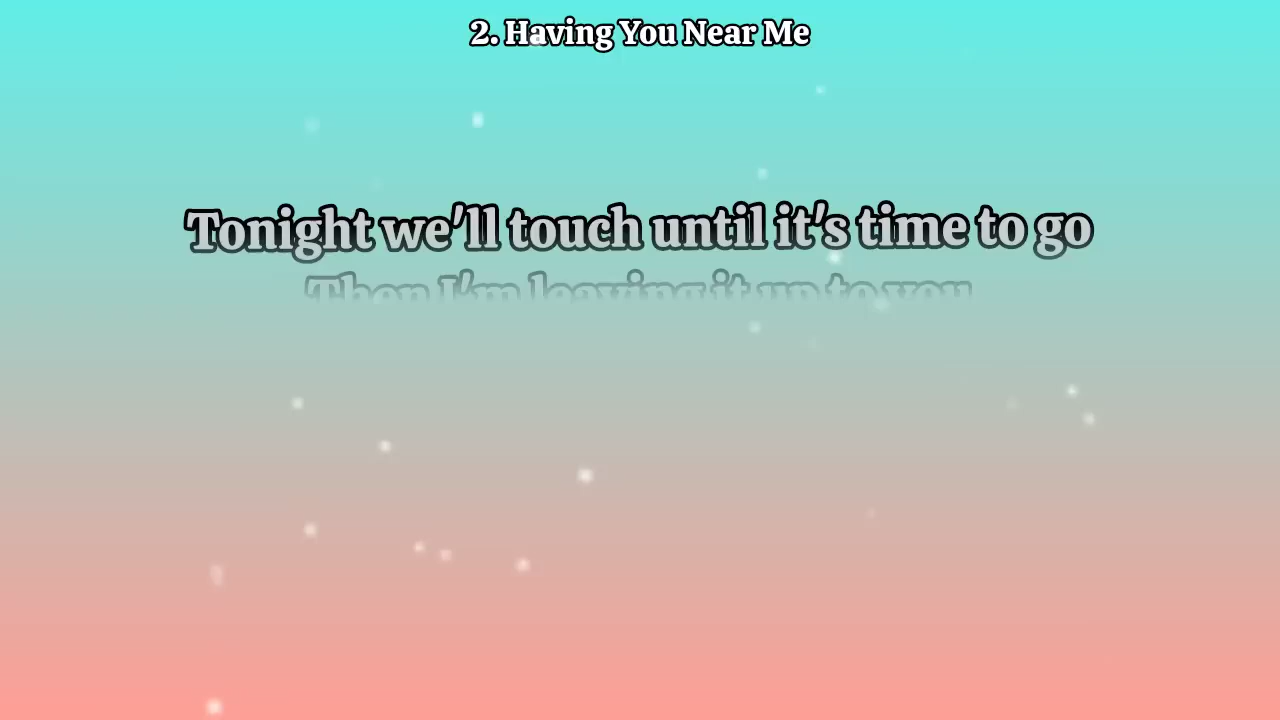 2. Having You Near Me
Tonight we'll touch until it's time to go
Then I'm leaving it up to you